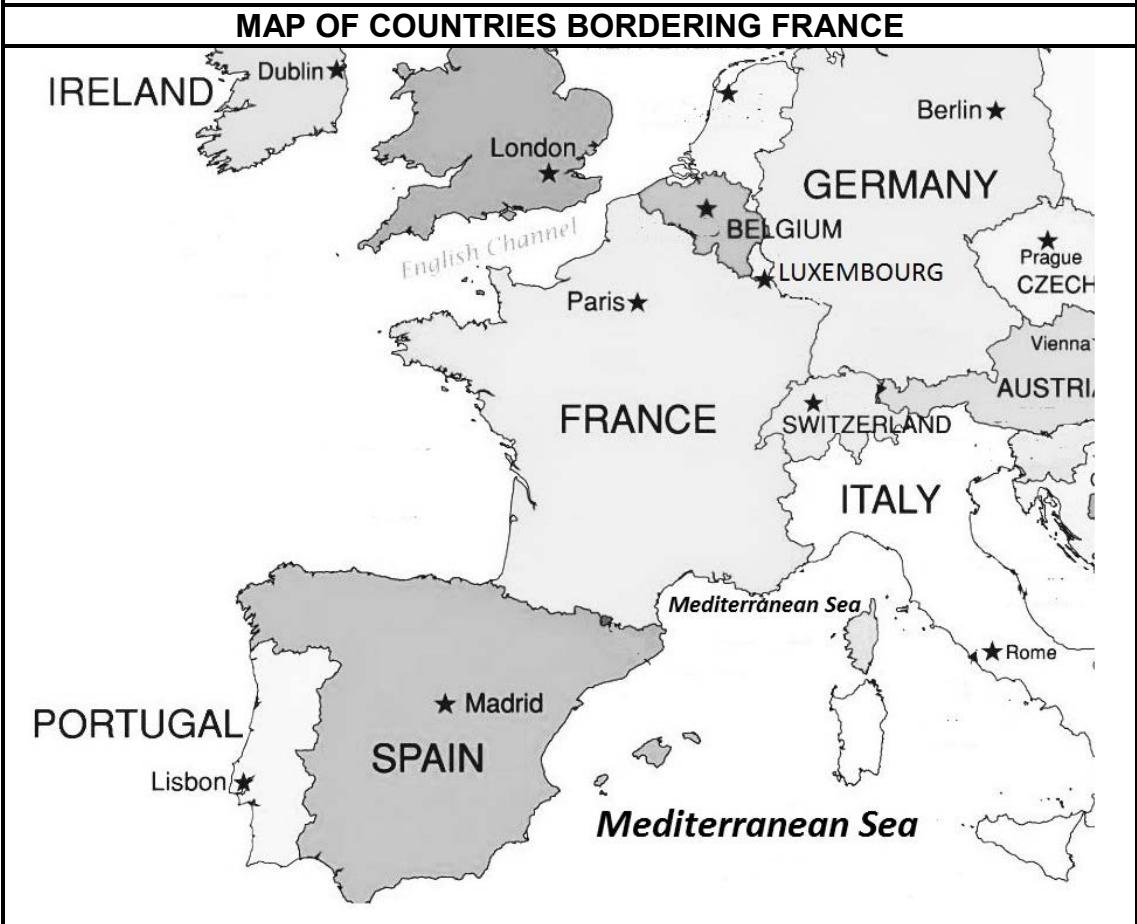 MAP OF COUNTRIES BORDERING FRANCE
Dublin
IRELAND
Berlin
London
GERMANY
BELGIUM
English Channel
Prague
LUXEMBOURG
CZECH
Paris
Vienna
AUSTRIA
FRANCE
SWITZERLAND
ITALY
Mediterranean Sea
Rome
Madrid
PORTUGAL
SPAIN
Lisbon
Mediterranean Sea